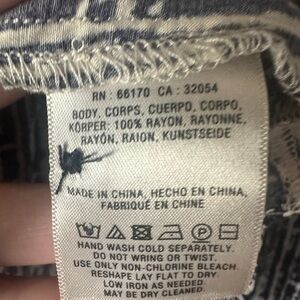 RN : 66170 CA : 32054
BODY, CORPS, CUERPO, CORPO,
KÖRPER: 100% RAYON, RAYONNE,
RAYÓN, RAION, KUNSTSEIDE
MADE IN CHINA, HECHO EN CHINA,
FABRIQUÉ EN CHINE
HAND WASH COLD SEPARATELY.
DO NOT WRING OR TWIST.
USE ONLY NON-CHLORINE BLEACH.
RESHAPE LAY FLAT TO DRY.
LOW IRON AS NEEDED.
MAY BE DRY CLEANED.